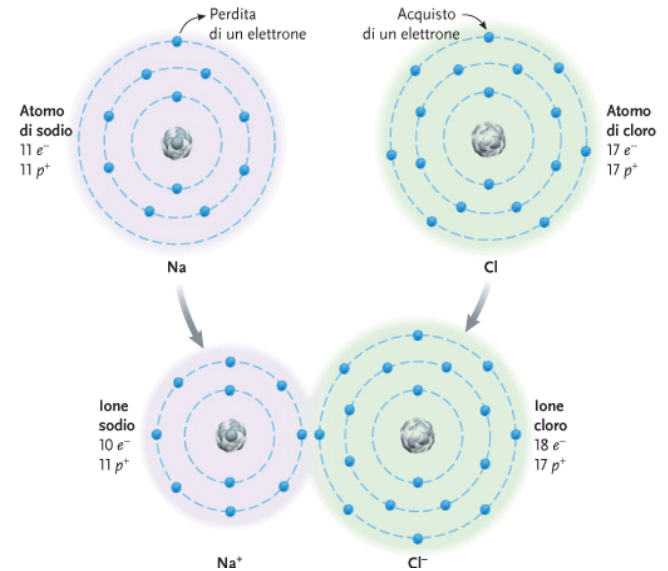 Perdita
di un elettrone
Acquisto
di un elettrone
Atomo
di sodio
11 e⁻
11 p⁺
Atomo
di cloro
17 e⁻
17 p⁺
Na
Cl
Ione
sodio
10 e⁻
11 p⁺
Ione
cloro
18 e⁻
17 p⁺
Na⁺
Cl⁻